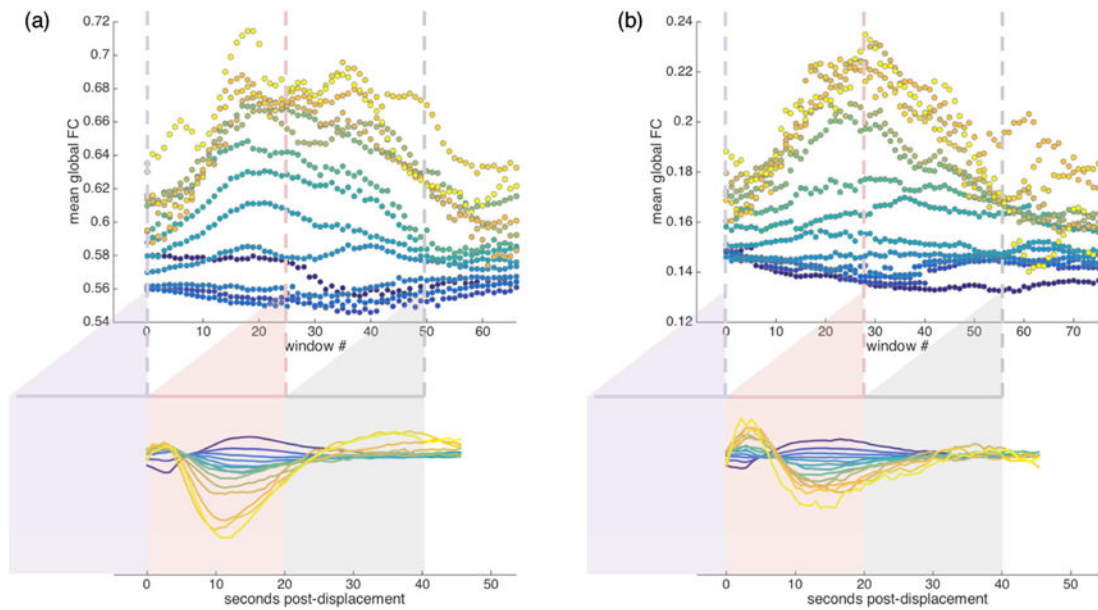 (a)
0.72
0.7
0.68
0.66
0.64
0.62
0.6
0.58
0.56
0.54
mean global FC
0 10 20 30 40 50 60
window #
0 10 20 30 40 50
seconds post-displacement
(b)
0.24
0.22
0.2
0.18
0.16
0.14
0.12
mean global FC
0 10 20 30 40 50 60 70
window #
0 10 20 30 40 50
seconds post-displacement